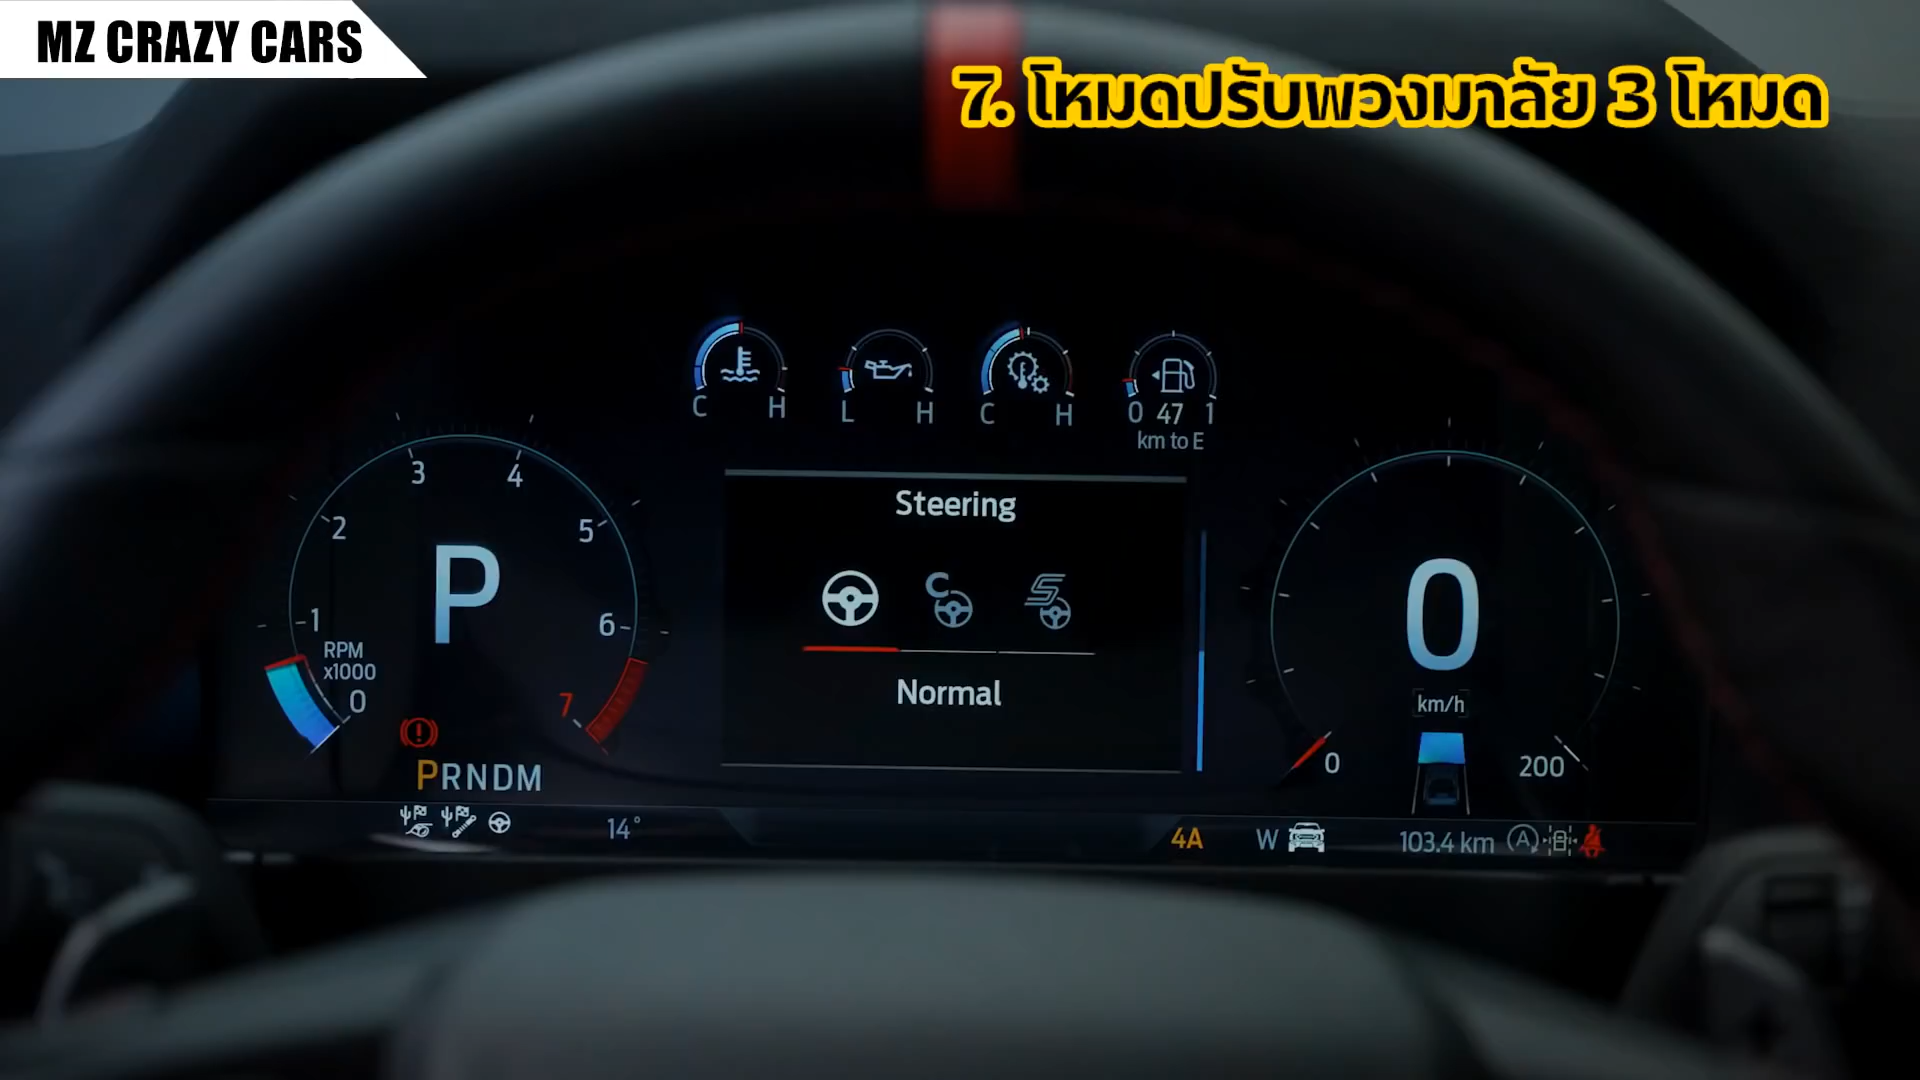 MZ CRAZY CARS
7. โหมดปรับพวงมาลัย 3 โหมด
C H
L H
C H
0 47 1
km to E
Steering
Normal
3 4
2 5
1 6
RPM
x1000
0 7
P
PRNDM
14°
0
km/h
0 200
4A W 103.4 km A